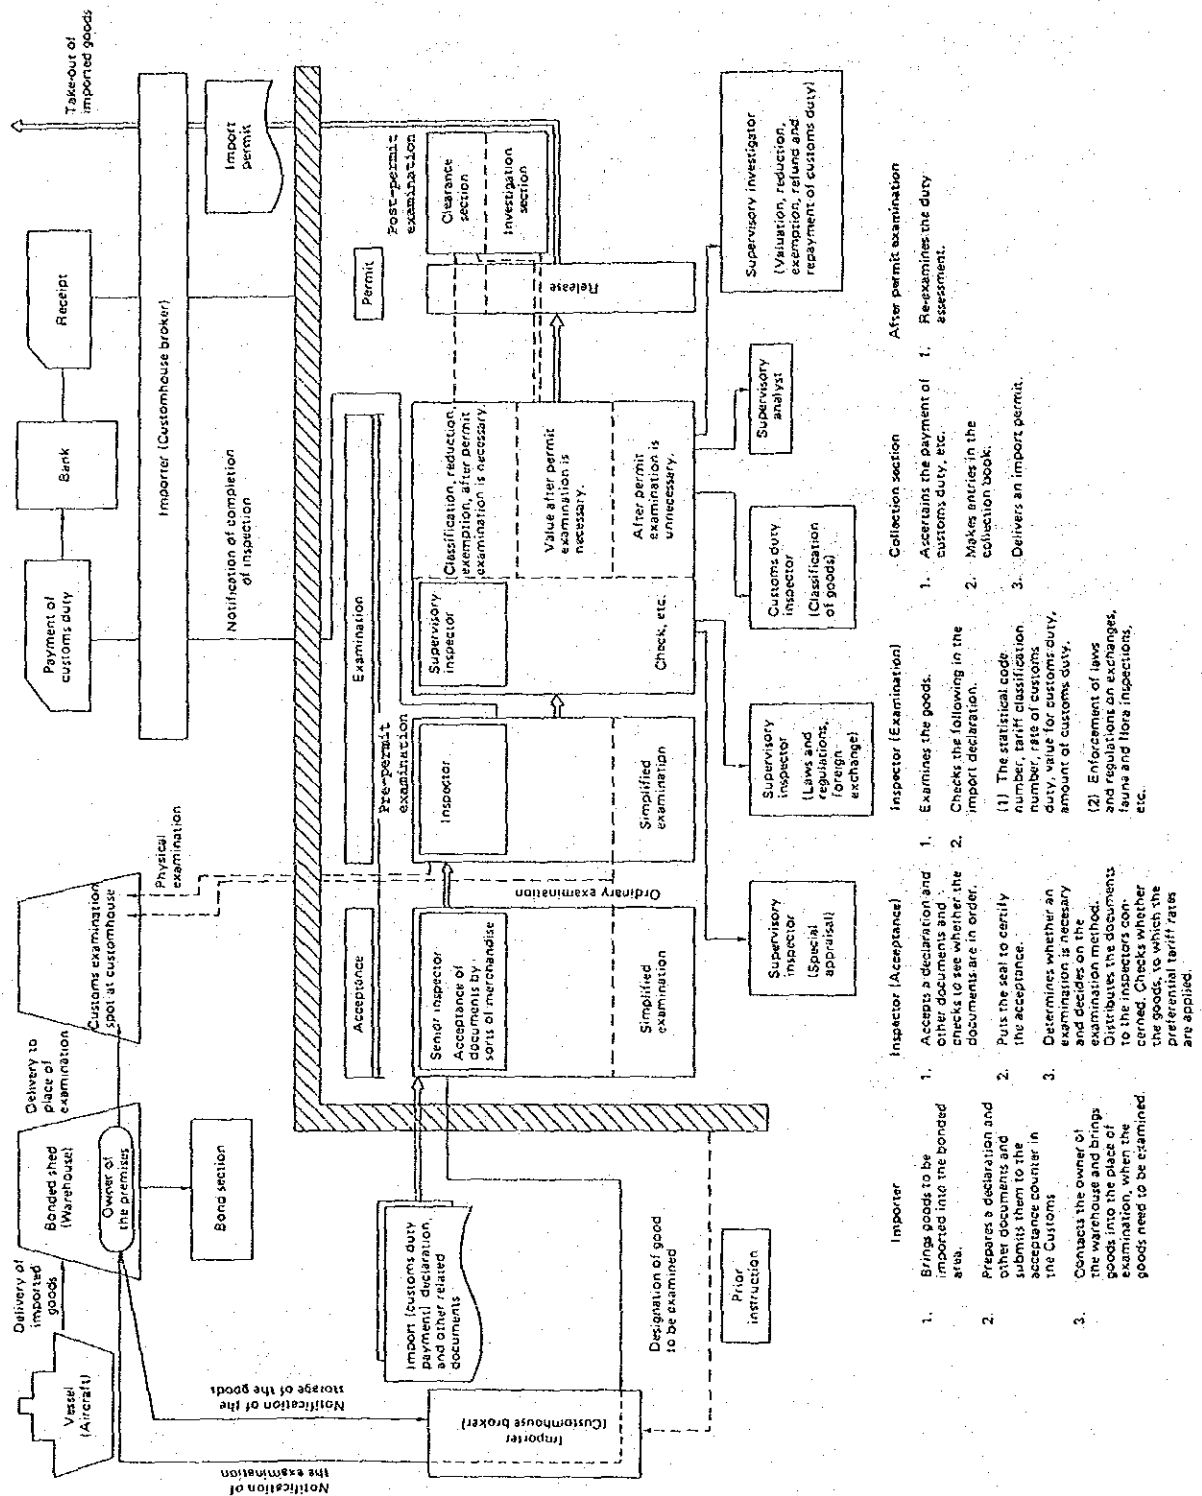 Take-out of
imported goods
Importer (Customhouse broker)
Import
permit
Receipt
Bank
Payment of
customs duty
Notification of completion
of inspection
Post-permit
examination
Permit
Clearance
section
Investigation
section
Release
Examination
Pre-permit
examination
Supervisory
inspector
Check, etc.
Classification, reduction,
exemption, after permit
examination is necessary.
Value after permit
examination is
necessary.
After permit
examination is
unnecessary.
Inspector
Simplified
examination
Ordinary examination
Physical
examination
Customs examination
spot at customhouse
Delivery to
place of
examination
Bonded shed
(Warehouse)
Owner of
the premises
Bond section
Delivery of
imported
goods
Vessel
(Aircraft)
Acceptance
Senior inspector
Acceptance of
documents by
sorts of merchandise
Simplified
examination
Import (customs duty
payment) declaration
and other related
documents
Notification of the
storage of the goods
Notification of
the examination
Importer
(Customhouse broker)
Designation of good
to be examined
Prior
instruction
Supervisory
inspector
(Special
appraisal)
Supervisory
inspector
(Laws and
regulations,
foreign
exchange)
Customs duty
inspector
(Classification
of goods)
Supervisory
analyst
Supervisory investigator
(Valuation, reduction,
exemption, refund and
repayment of customs duty)
Importer
1. Brings goods to be
imported into the bonded
area.
2. Prepares a declaration and
other documents and
submits them to the
acceptance counter in
the Customs
3. Contacts the owner of
the warehouse and brings
goods into the place of
examination, when the
goods need to be examined.
Inspector (Acceptance)
1. Accepts a declaration and
other documents and
checks to see whether the
documents are in order.
2. Puts the seal to certify
the acceptance.
3. Determines whether an
examination is necesary
and decides on the
examination method.
Distributes the documents
to the inspectors con-
cerned. Checks whether
the goods, to which the
preferential tariff rates
are applied.
Inspector (Examination)
1. Examines the goods.
2. Checks the following in the
import declaration.
(1) The statistical code
number, tariff classification
number, rate of customs
duty, value for customs duty,
amount of customs duty.
(2) Enforcement of laws
and regulations on exchanges,
fauna and flora inspections,
etc.
Collection section
1. Ascertains the payment of
customs duty, etc.
2. Makes entries in the
collection book.
3. Delivers an import permit.
After permit examination
1. Re-examines the duty
assessment.